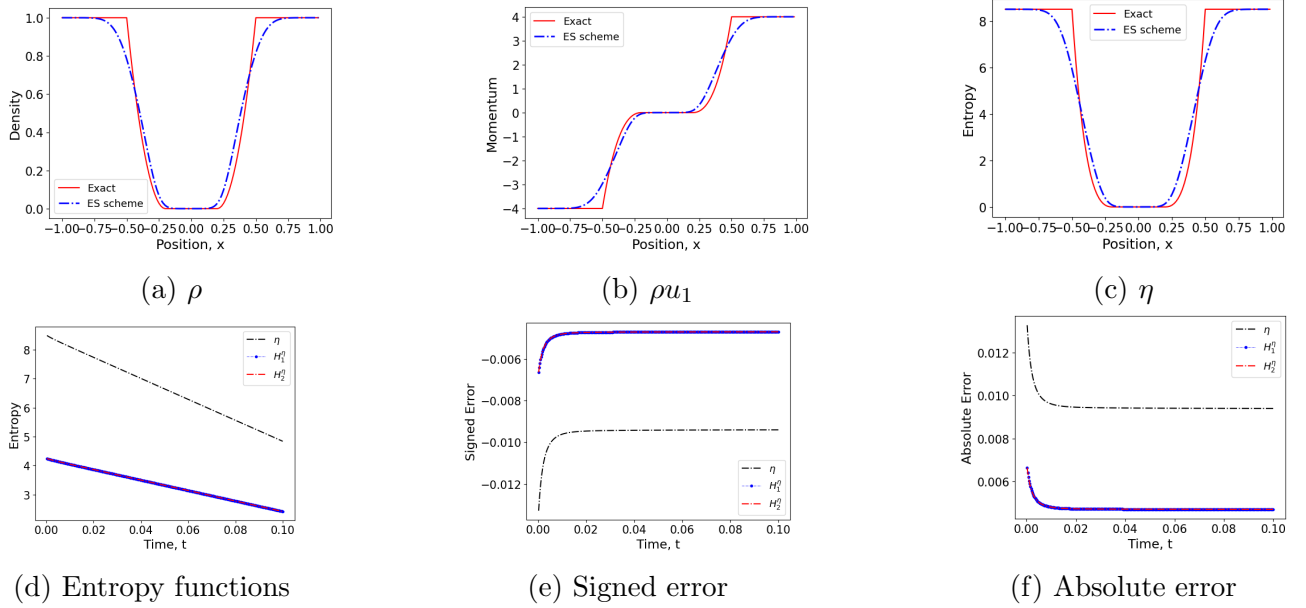 Density
1.0
0.8
0.6
0.4
0.2
0.0
Exact
ES scheme
−1.00−0.75−0.50−0.25 0.00 0.25 0.50 0.75 1.00
Position, x
(a) ρ
Momentum
4
3
2
1
0
−1
−2
−3
−4
Exact
ES scheme
−1.00−0.75−0.50−0.25 0.00 0.25 0.50 0.75 1.00
Position, x
(b) ρu₁
Entropy
8
6
4
2
0
Exact
ES scheme
−1.00−0.75−0.50−0.25 0.00 0.25 0.50 0.75 1.00
Position, x
(c) η
Entropy
8
7
6
5
4
3
η
H₁^η
H₂^η
0.00 0.02 0.04 0.06 0.08 0.10
Time, t
(d) Entropy functions
Signed Error
−0.006
−0.008
−0.010
−0.012
η
H₁^η
H₂^η
0.00 0.02 0.04 0.06 0.08 0.10
Time, t
(e) Signed error
Absolute Error
0.012
0.010
0.008
0.006
η
H₁^η
H₂^η
0.00 0.02 0.04 0.06 0.08 0.10
Time, t
(f) Absolute error